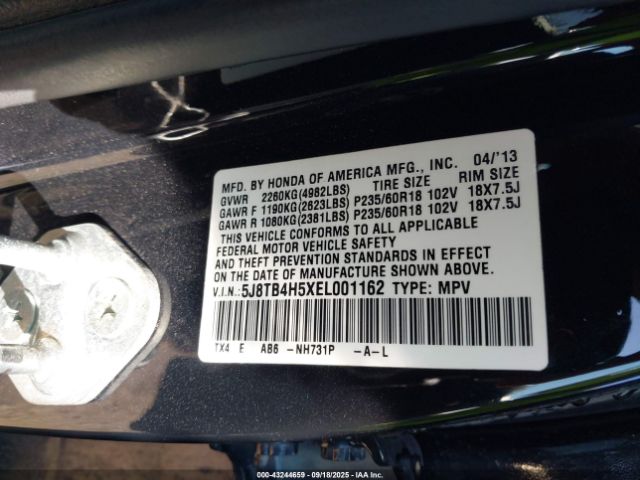 MFD. BY HONDA OF AMERICA MFG., INC. 04/'13
GVWR 2260KG(4982LBS) TIRE SIZE RIM SIZE
GAWR F 1190KG(2623LBS) P235/60R18 102V 18X7.5J
GAWR R 1080KG(2381LBS) P235/60R18 102V 18X7.5J
THIS VEHICLE CONFORMS TO ALL APPLICABLE
FEDERAL MOTOR VEHICLE SAFETY
AND THEFT PREVENTION STANDARDS IN EFFECT
ON THE DATE OF MANUFACTURE SHOWN ABOVE.
V.I.N.: 5J8TB4H5XEL001162 TYPE: MPV
TX4 E AB6 -NH731P -A-L
000-43244659 - 09/18/2025 - IAA Inc.